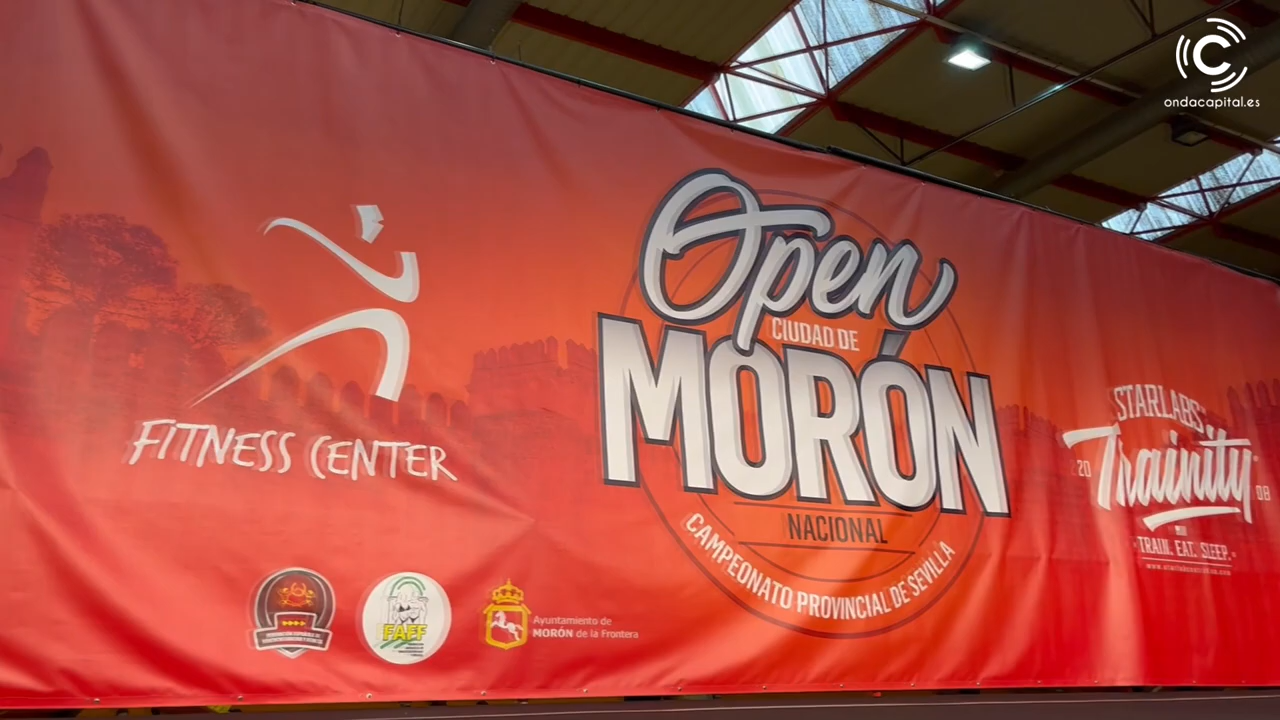 ondacapital.es
FITNESS CENTER
Open
CIUDAD DE
MORÓN
NACIONAL
CAMPEONATO PROVINCIAL DE SEVILLA
STARLABS
Trainity
20 08
TRAIN. EAT. SLEEP.
FAFF
Ayuntamiento de
MORÓN de la Frontera